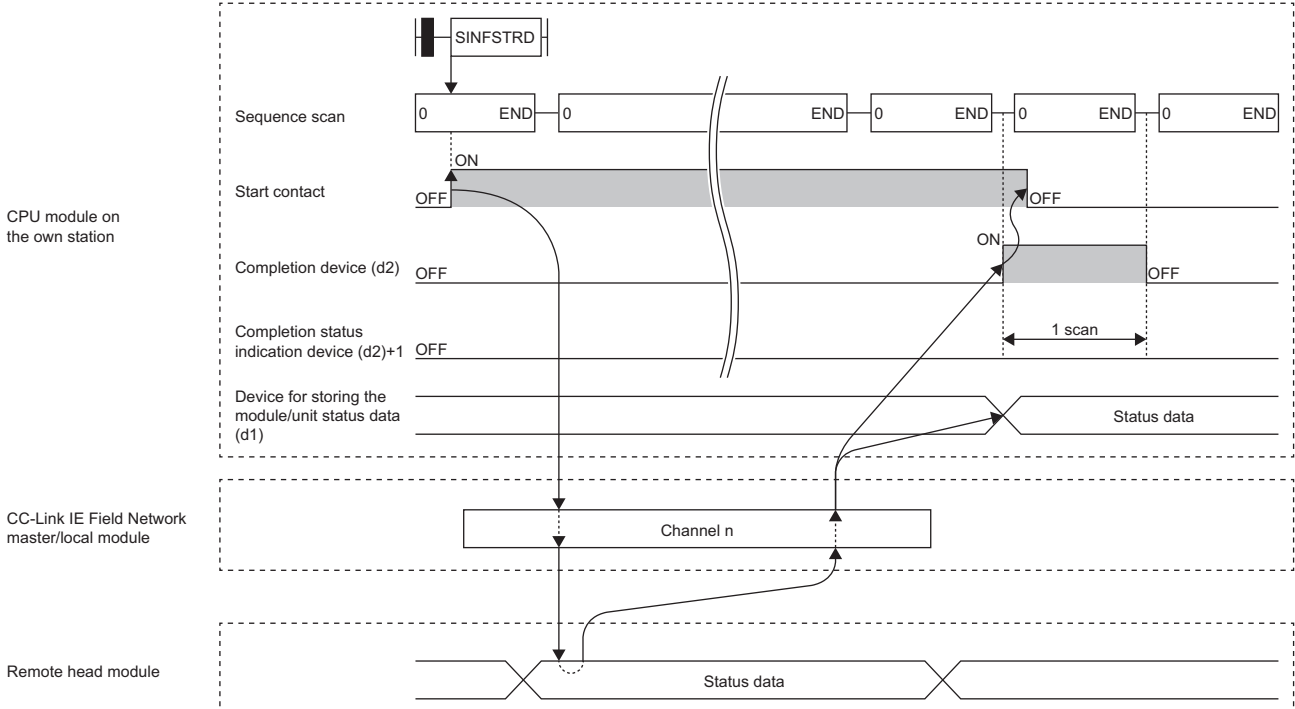 SINFSTRD
Sequence scan
0 END 0 END 0 END 0 END 0 END
ON
Start contact
OFF OFF
CPU module on
the own station
ON
Completion device (d2)
OFF OFF
Completion status
indication device (d2)+1
OFF
1 scan
Device for storing the
module/unit status data
(d1)
Status data
CC-Link IE Field Network
master/local module
Channel n
Remote head module
Status data